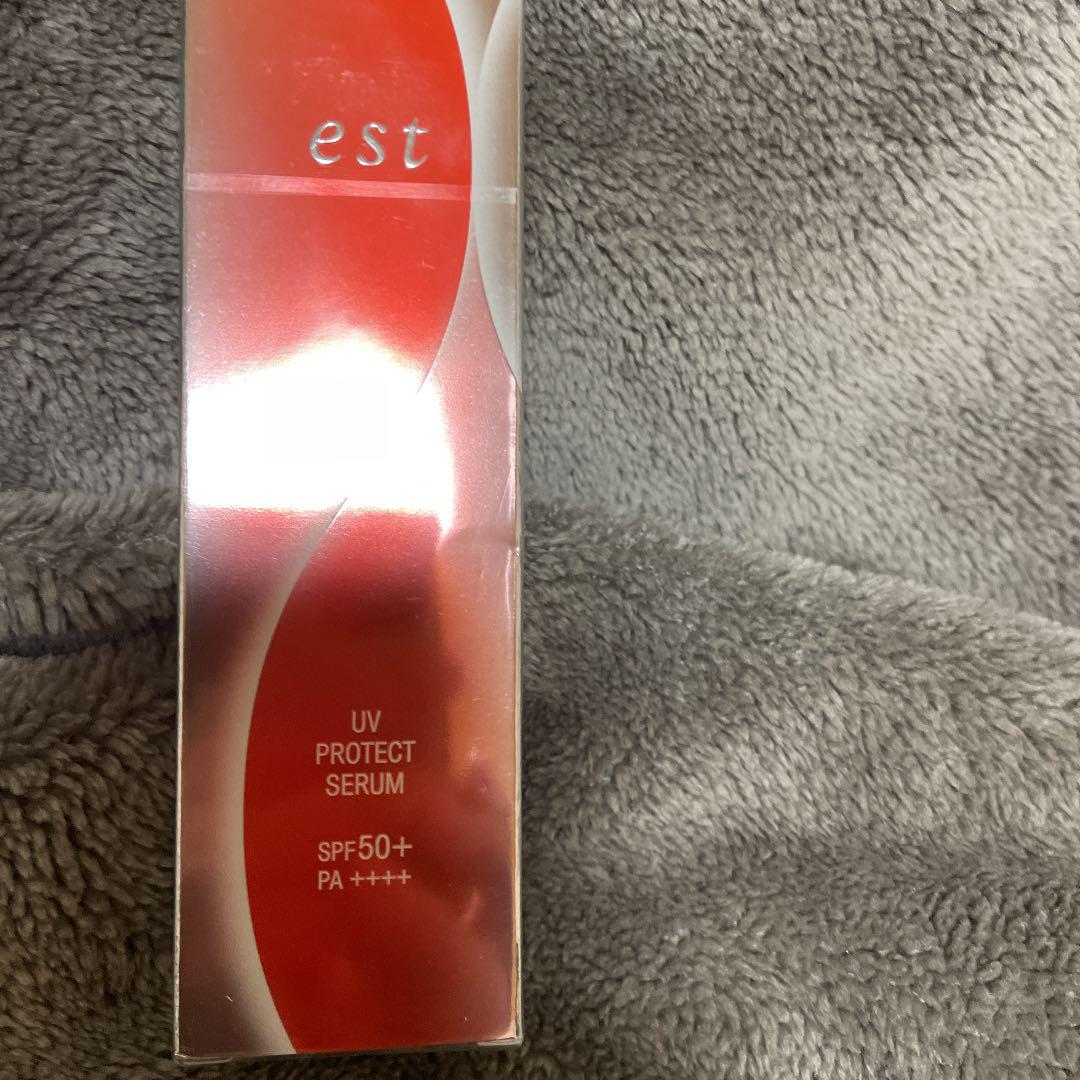 est
UV
PROTECT
SERUM
SPF50+
PA ++++